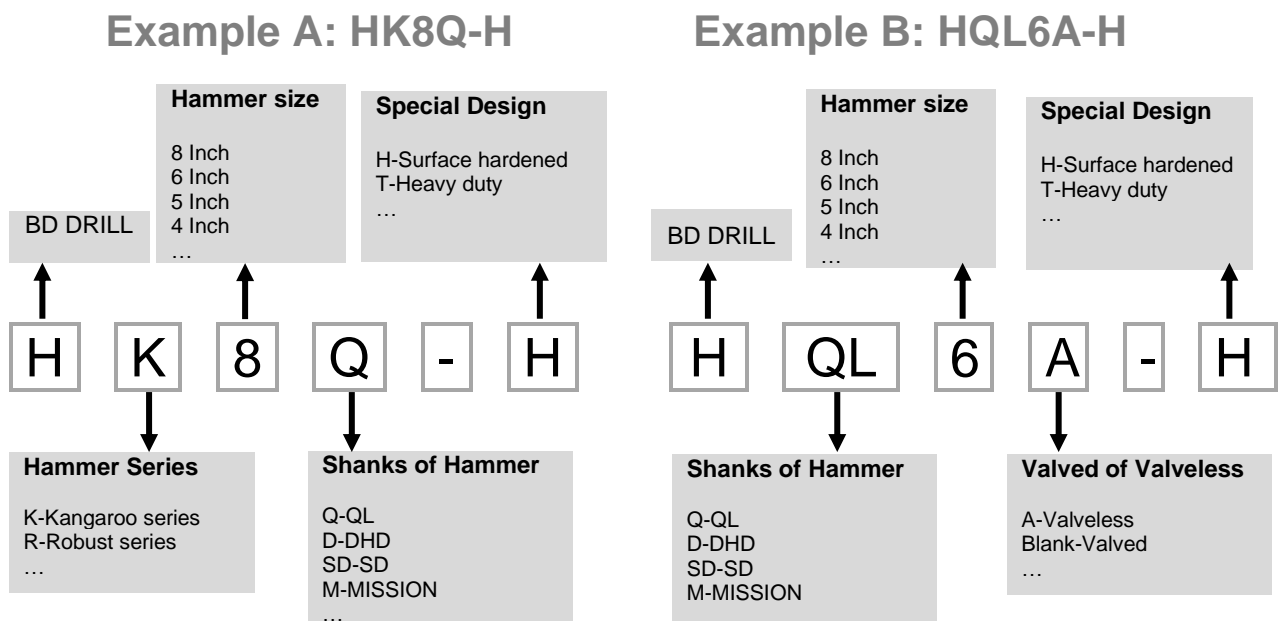 Example A: HK8Q-H
Hammer size
8 Inch
6 Inch
5 Inch
4 Inch
…
Special Design
H-Surface hardened
T-Heavy duty
…
BD DRILL
H K 8 Q - H
Hammer Series
K-Kangaroo series
R-Robust series
…
Shanks of Hammer
Q-QL
D-DHD
SD-SD
M-MISSION
…
Example B: HQL6A-H
Hammer size
8 Inch
6 Inch
5 Inch
4 Inch
…
Special Design
H-Surface hardened
T-Heavy duty
…
BD DRILL
H QL 6 A - H
Shanks of Hammer
Q-QL
D-DHD
SD-SD
M-MISSION
Valved of Valveless
A-Valveless
Blank-Valved
…